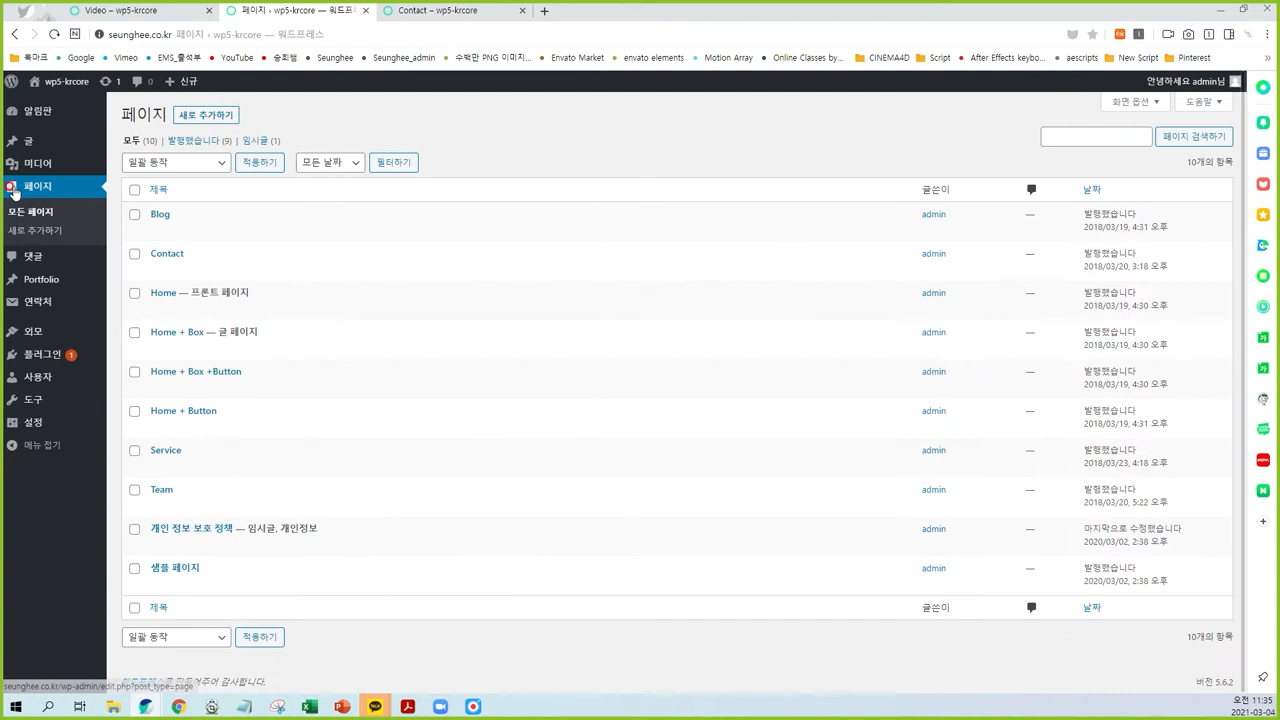 Video – wp5-krcore
페이지 ‹ wp5-krcore — 워드프
Contact – wp5-krcore
seunghee.co.kr 페이지 ‹ wp5-krcore — 워드프레스
북마크
Google
Vimeo
EMS_출석부
YouTube
승희쌤
Seunghee
Seunghee_admin
수백만 PNG 이미지...
Envato Market
envato elements
Motion Array
Online Classes by...
CINEMA4D
Script
After Effects keybo...
aescripts
New Script
Pinterest
wp5-krcore
1
0
신규
안녕하세요 admin님
알림판
글
미디어
페이지
모든 페이지
새로 추가하기
댓글
Portfolio
연락처
외모
플러그인 1
사용자
도구
설정
메뉴 접기
페이지 새로 추가하기
화면 옵션
도움말
모두 (10) | 발행했습니다 (9) | 임시글 (1)
페이지 검색하기
일괄 동작 적용하기 모든 날짜 필터하기
10개의 항목
제목 글쓴이 날짜
Blog admin — 발행했습니다
2018/03/19, 4:31 오후
Contact admin — 발행했습니다
2018/03/20, 3:18 오후
Home — 프론트 페이지 admin — 발행했습니다
2018/03/19, 4:30 오후
Home + Box — 글 페이지 admin — 발행했습니다
2018/03/19, 4:30 오후
Home + Box +Button admin — 발행했습니다
2018/03/19, 4:30 오후
Home + Button admin — 발행했습니다
2018/03/19, 4:31 오후
Service admin — 발행했습니다
2018/03/23, 4:18 오후
Team admin — 발행했습니다
2018/03/20, 5:22 오후
개인 정보 보호 정책 — 임시글, 개인정보 admin — 마지막으로 수정했습니다
2020/03/02, 2:38 오후
샘플 페이지 admin — 발행했습니다
2020/03/02, 2:38 오후
제목 글쓴이 날짜
일괄 동작 적용하기
10개의 항목
만들어주어 감사합니다.
버전 5.6.2
seunghee.co.kr/wp-admin/edit.php?post_type=page
오전 11:35
2021-03-04